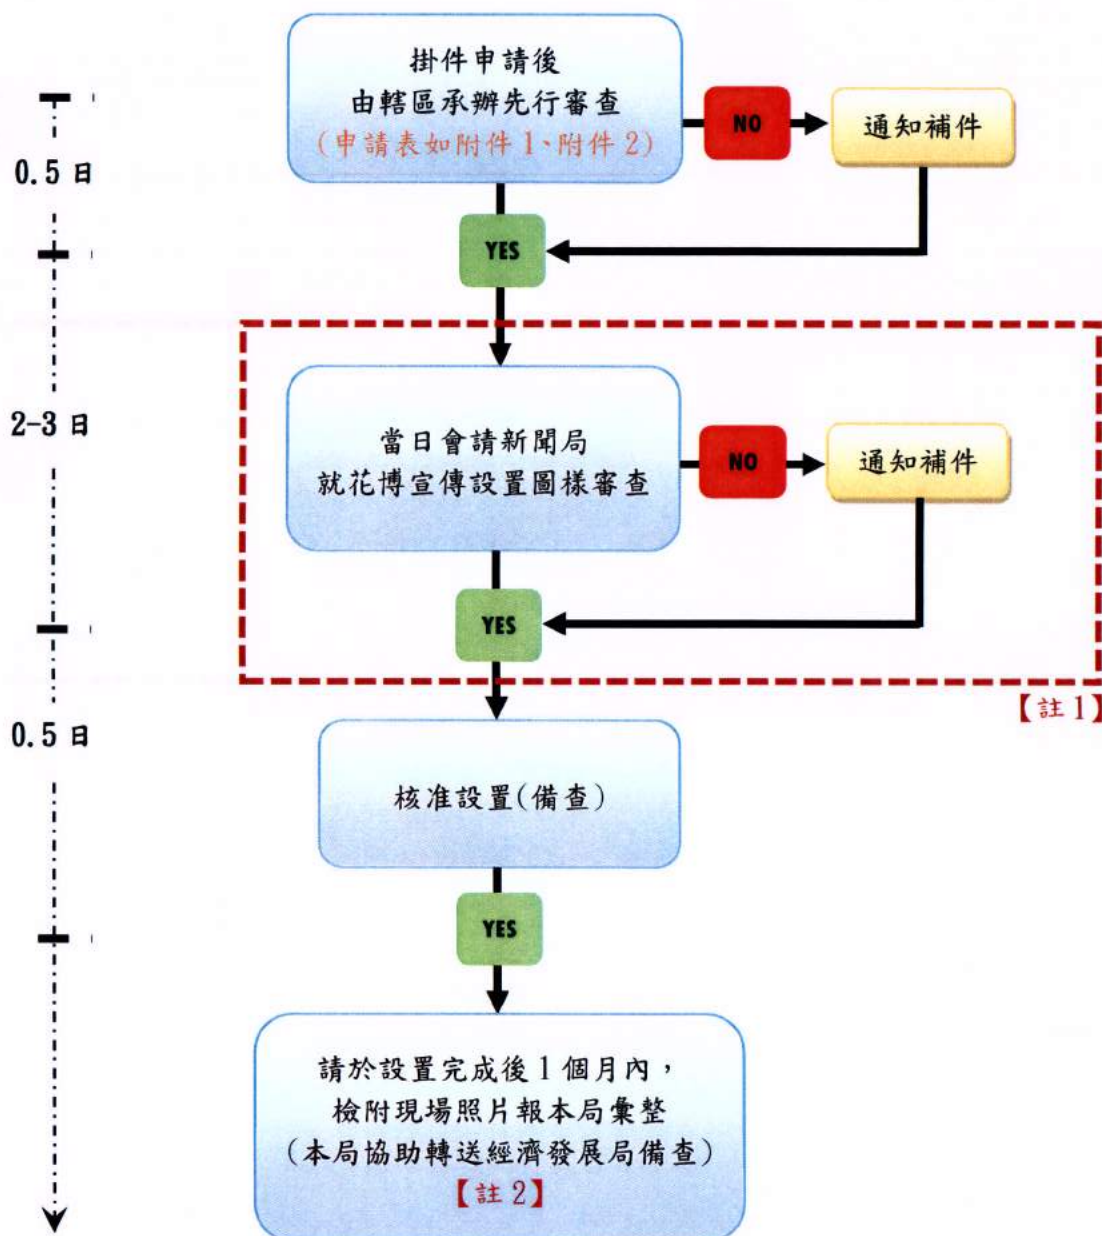 掛件申請後
由轄區承辦先行審查
(申請表如附件1、附件2)
NO
通知補件
0.5日
YES
2-3日
當日會請新聞局
就花博宣傳設置圖樣審查
NO
通知補件
YES
【註1】
0.5日
核准設置(備查)
YES
請於設置完成後1個月內，
檢附現場照片報本局彙整
(本局協助轉送經濟發展局備查)
【註2】